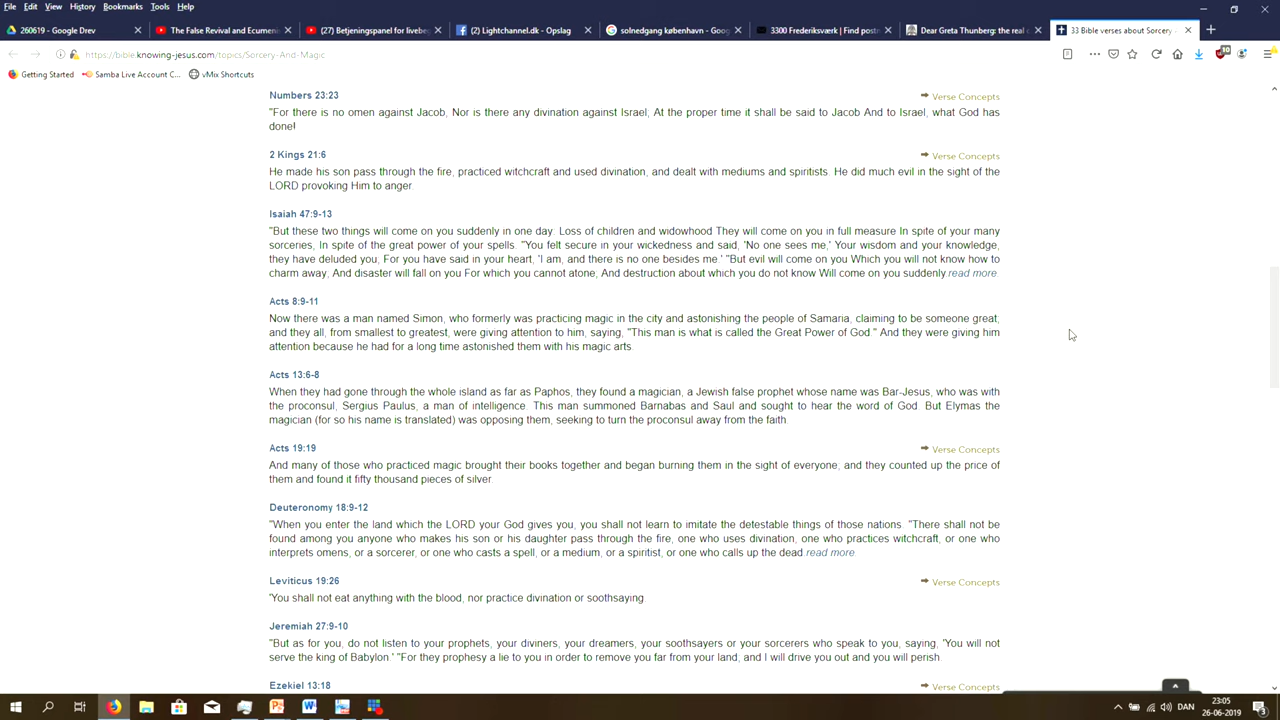 File Edit View History Bookmarks Tools Help
260619 - Google Drev
The False Revival and Ecumeni
(27) Betjeningspanel for livebeg
(2) Lightchannel.dk - Opslag
solnedgang københavn - Goog
3300 Frederiksværk | Find postn
Dear Greta Thunberg: the real c
33 Bible verses about Sorcery
https://bible.knowing-jesus.com/topics/Sorcery-And-Magic
10
Getting Started Samba Live Account C... vMix Shortcuts
Numbers 23:23 Verse Concepts
"For there is no omen against Jacob, Nor is there any divination against Israel; At the proper time it shall be said to Jacob And to Israel, what God has
done!
2 Kings 21:6 Verse Concepts
He made his son pass through the fire, practiced witchcraft and used divination, and dealt with mediums and spiritists. He did much evil in the sight of the
LORD provoking Him to anger.
Isaiah 47:9-13
"But these two things will come on you suddenly in one day: Loss of children and widowhood They will come on you in full measure In spite of your many
sorceries, In spite of the great power of your spells. "You felt secure in your wickedness and said, 'No one sees me,' Your wisdom and your knowledge,
they have deluded you; For you have said in your heart, 'I am, and there is no one besides me.' "But evil will come on you Which you will not know how to
charm away; And disaster will fall on you For which you cannot atone; And destruction about which you do not know Will come on you suddenly.read more.
Acts 8:9-11
Now there was a man named Simon, who formerly was practicing magic in the city and astonishing the people of Samaria, claiming to be someone great;
and they all, from smallest to greatest, were giving attention to him, saying, "This man is what is called the Great Power of God." And they were giving him
attention because he had for a long time astonished them with his magic arts.
Acts 13:6-8
When they had gone through the whole island as far as Paphos, they found a magician, a Jewish false prophet whose name was Bar-Jesus, who was with
the proconsul, Sergius Paulus, a man of intelligence. This man summoned Barnabas and Saul and sought to hear the word of God. But Elymas the
magician (for so his name is translated) was opposing them, seeking to turn the proconsul away from the faith.
Acts 19:19 Verse Concepts
And many of those who practiced magic brought their books together and began burning them in the sight of everyone; and they counted up the price of
them and found it fifty thousand pieces of silver.
Deuteronomy 18:9-12
"When you enter the land which the LORD your God gives you, you shall not learn to imitate the detestable things of those nations. "There shall not be
found among you anyone who makes his son or his daughter pass through the fire, one who uses divination, one who practices witchcraft, or one who
interprets omens, or a sorcerer, or one who casts a spell, or a medium, or a spiritist, or one who calls up the dead.read more.
Leviticus 19:26 Verse Concepts
'You shall not eat anything with the blood, nor practice divination or soothsaying.
Jeremiah 27:9-10
"But as for you, do not listen to your prophets, your diviners, your dreamers, your soothsayers or your sorcerers who speak to you, saying, 'You will not
serve the king of Babylon.' "For they prophesy a lie to you in order to remove you far from your land; and I will drive you out and you will perish.
Ezekiel 13:18 Verse Concepts
DAN
23:05
26-06-2019
3